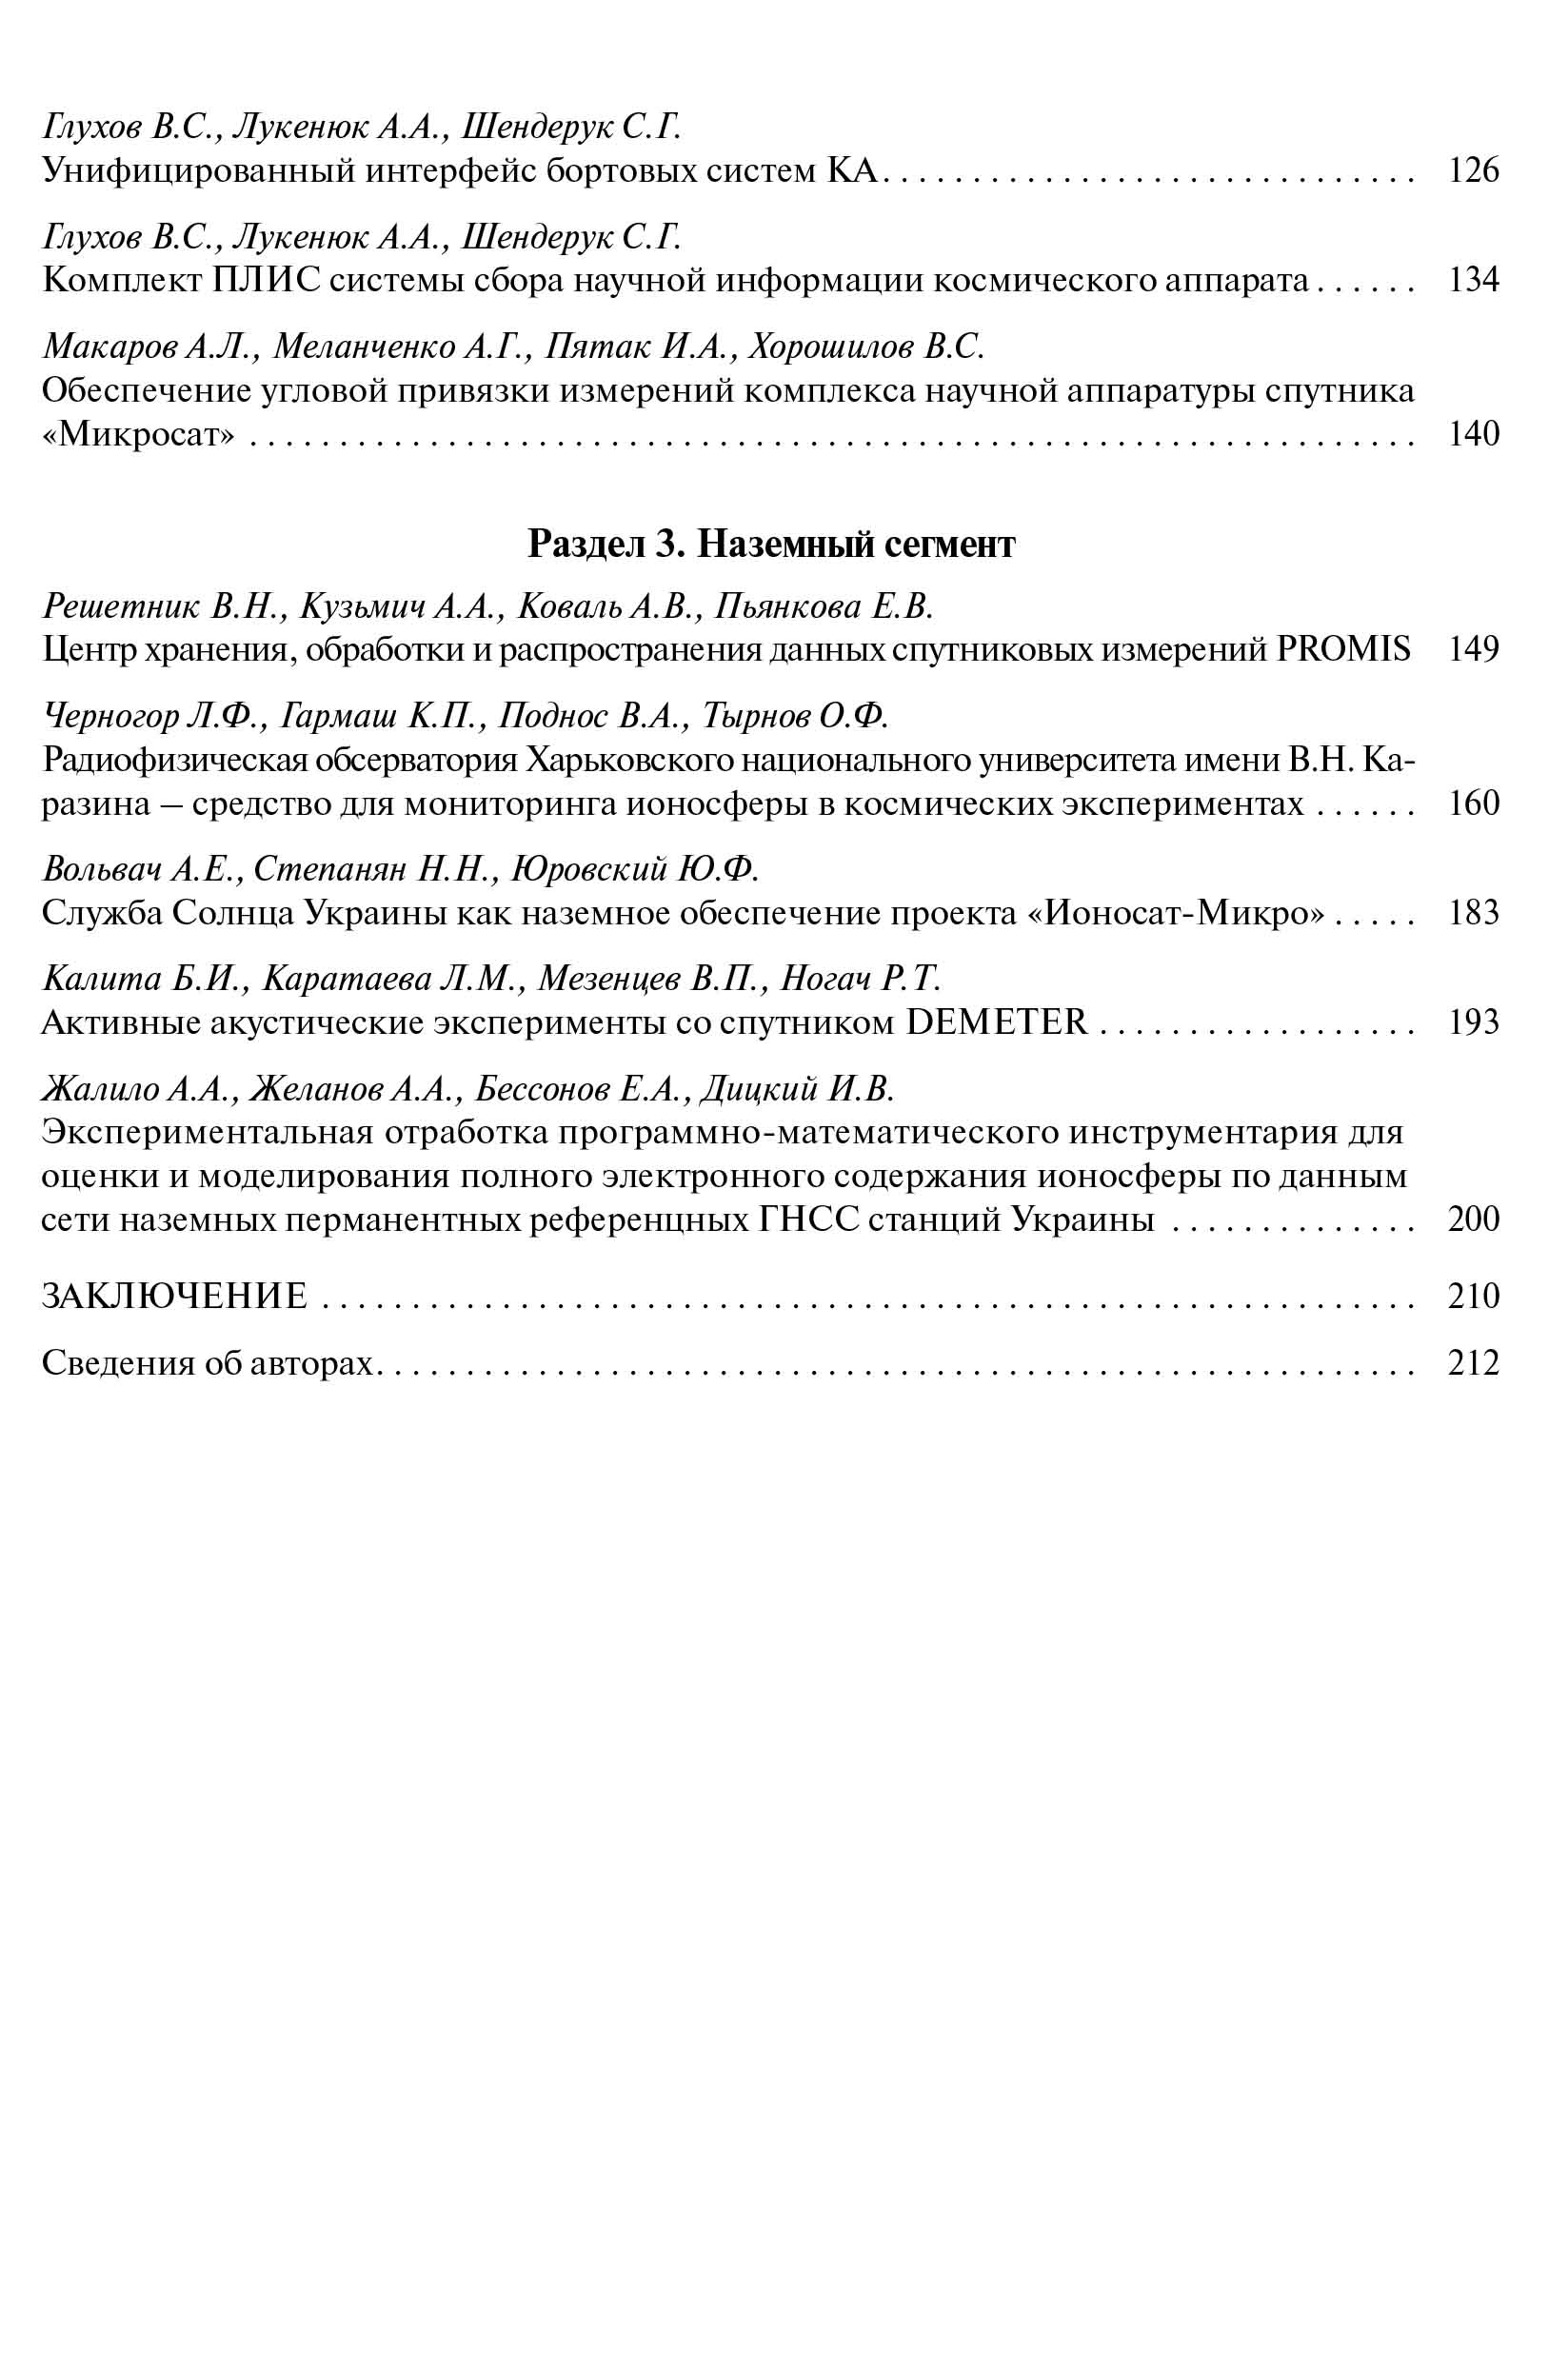 Глухов В.С., Лукенюк А.А., Шендерук С.Г.
Унифицированный интерфейс бортовых систем КА. . . . . . . . . . . . . . . . . . . . . . . . . . . . . . 126
Глухов В.С., Лукенюк А.А., Шендерук С.Г.
Комплект ПЛИС системы сбора научной информации космического аппарата . . . . . . 134
Макаров А.Л., Меланченко А.Г., Пятак И.А., Хорошилов В.С.
Обеспечение угловой привязки измерений комплекса научной аппаратуры спутника
«Микросат» . . . . . . . . . . . . . . . . . . . . . . . . . . . . . . . . . . . . . . . . . . . . . . . . . . . . . . . . . . . . . . . . . 140
Раздел 3. Наземный сегмент
Решетник В.Н., Кузьмич А.А., Коваль А.В., Пьянкова Е.В.
Центр хранения, обработки и распространения данных спутниковых измерений PROMIS 149
Черногор Л.Ф., Гармаш К.П., Поднос В.А., Тырнов О.Ф.
Радиофизическая обсерватория Харьковского национального университета имени В.Н. Ка-
разина — средство для мониторинга ионосферы в космических экспериментах . . . . . . 160
Вольвач А.Е., Степанян Н.Н., Юровский Ю.Ф.
Служба Солнца Украины как наземное обеспечение проекта «Ионосат-Микро» . . . . . 183
Калита Б.И., Каратаева Л.М., Мезенцев В.П., Ногач Р.Т.
Активные акустические эксперименты со спутником DEMETER . . . . . . . . . . . . . . . . . . 193
Жалило А.А., Желанов А.А., Бессонов Е.А., Дицкий И.В.
Экспериментальная отработка программно-математического инструментария для
оценки и моделирования полного электронного содержания ионосферы по данным
сети наземных перманентных референцных ГНСС станций Украины . . . . . . . . . . . . . . 200
ЗАКЛЮЧЕНИЕ . . . . . . . . . . . . . . . . . . . . . . . . . . . . . . . . . . . . . . . . . . . . . . . . . . . . . . . . . . . . . 210
Сведения об авторах. . . . . . . . . . . . . . . . . . . . . . . . . . . . . . . . . . . . . . . . . . . . . . . . . . . . . . . . . . 212